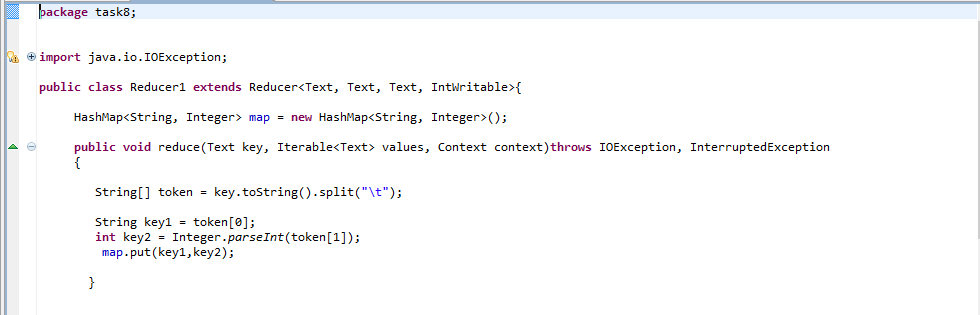 package task8;
import java.io.IOException;
public class Reducer1 extends Reducer<Text, Text, Text, IntWritable>{
HashMap<String, Integer> map = new HashMap<String, Integer>();
public void reduce(Text key, Iterable<Text> values, Context context)throws IOException, InterruptedException
{
String[] token = key.toString().split("\t");
String key1 = token[0];
int key2 = Integer.parseInt(token[1]);
map.put(key1,key2);
}